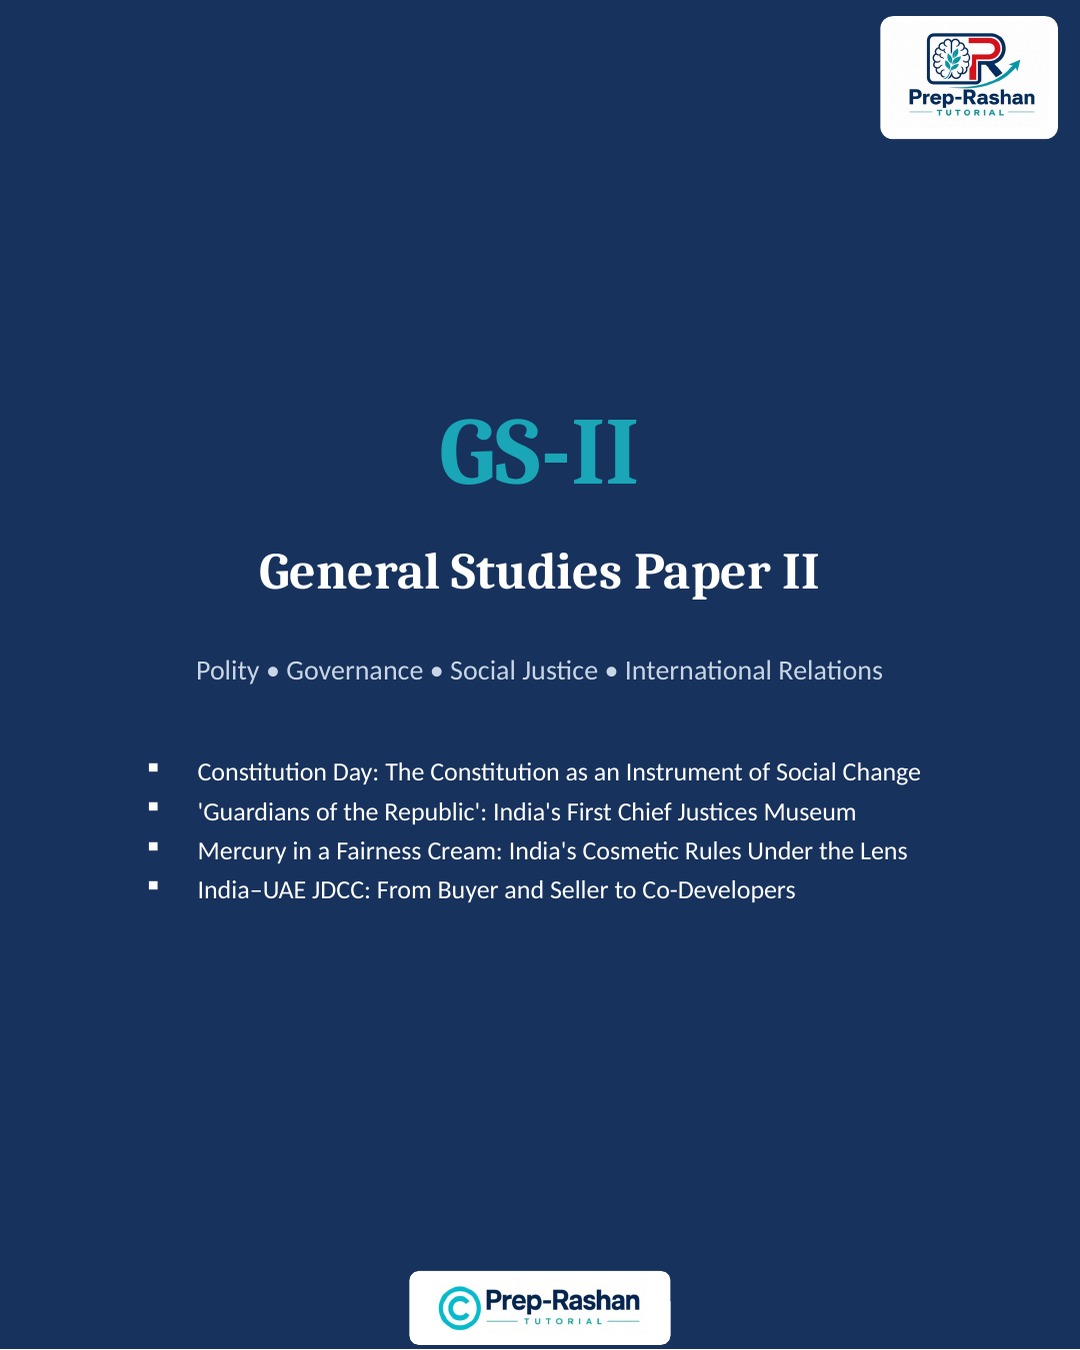 Prep-Rashan
TUTORIAL
GS-II
General Studies Paper II
Polity • Governance • Social Justice • International Relations
▪ Constitution Day: The Constitution as an Instrument of Social Change
▪ 'Guardians of the Republic': India's First Chief Justices Museum
▪ Mercury in a Fairness Cream: India's Cosmetic Rules Under the Lens
▪ India–UAE JDCC: From Buyer and Seller to Co-Developers
© Prep-Rashan
TUTORIAL